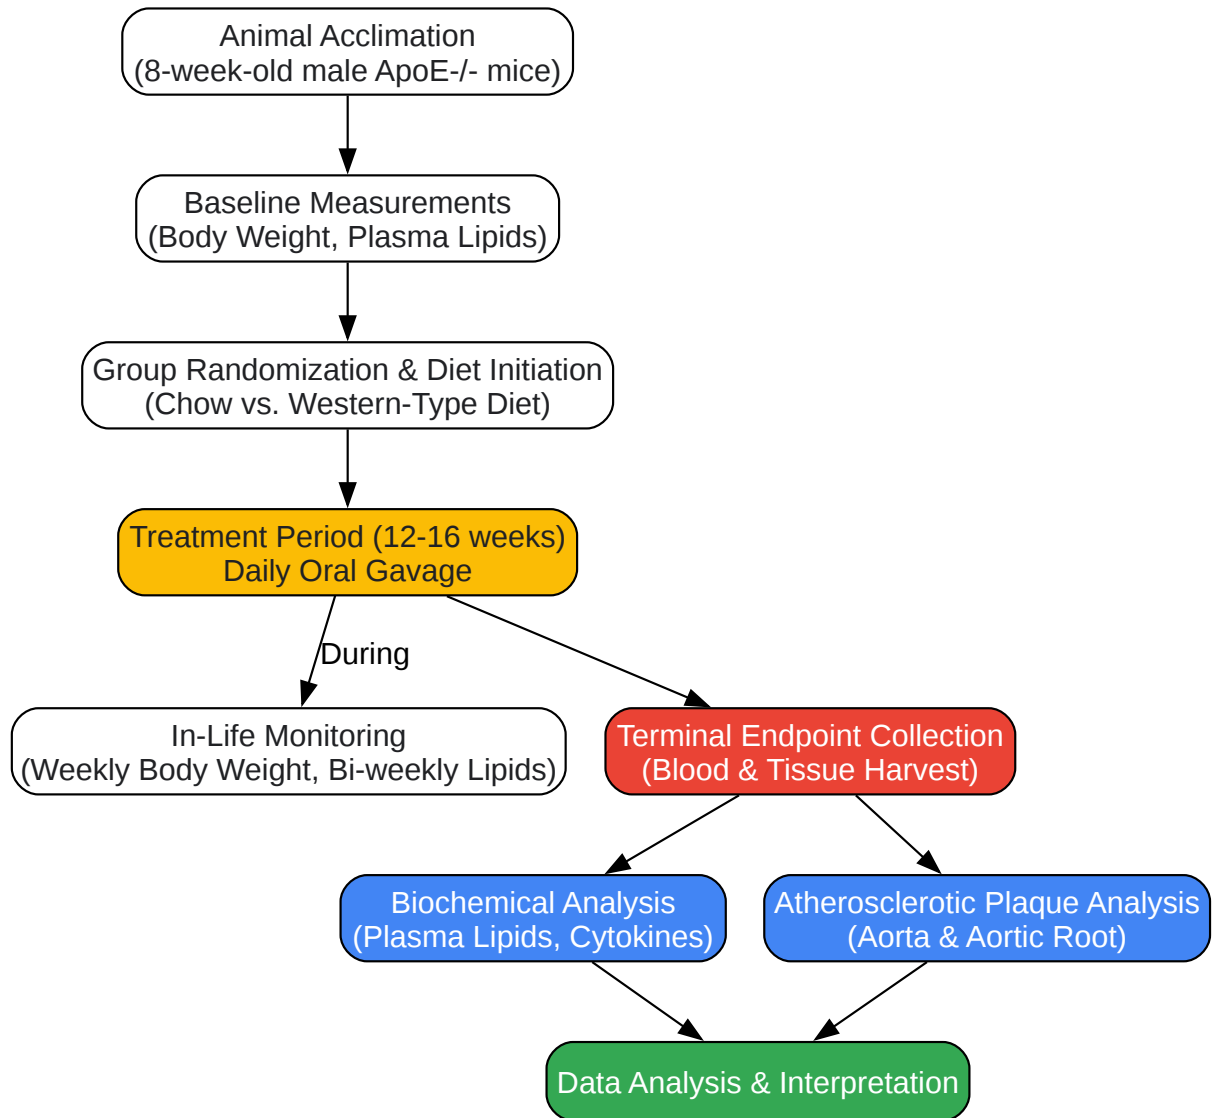 Animal Acclimation
(8-week-old male ApoE-/- mice)
Baseline Measurements
(Body Weight, Plasma Lipids)
Group Randomization & Diet Initiation
(Chow vs. Western-Type Diet)
Treatment Period (12-16 weeks)
Daily Oral Gavage
During
In-Life Monitoring
(Weekly Body Weight, Bi-weekly Lipids)
Terminal Endpoint Collection
(Blood & Tissue Harvest)
Biochemical Analysis
(Plasma Lipids, Cytokines)
Atherosclerotic Plaque Analysis
(Aorta & Aortic Root)
Data Analysis & Interpretation